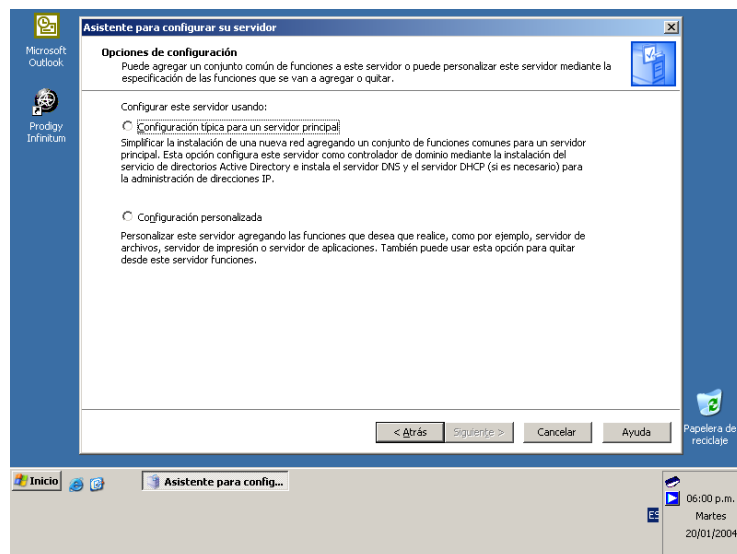 Microsoft
Outlook
Prodigy
Infinitum
Asistente para configurar su servidor
Opciones de configuración
Puede agregar un conjunto común de funciones a este servidor o puede personalizar este servidor mediante la
especificación de las funciones que se van a agregar o quitar.
Configurar este servidor usando:
Configuración típica para un servidor principal
Simplificar la instalación de una nueva red agregando un conjunto de funciones comunes para un servidor
principal. Esta opción configura este servidor como controlador de dominio mediante la instalación del
servicio de directorios Active Directory e instala el servidor DNS y el servidor DHCP (si es necesario) para
la administración de direcciones IP.
Configuración personalizada
Personalizar este servidor agregando las funciones que desea que realice, como por ejemplo, servidor de
archivos, servidor de impresión o servidor de aplicaciones. También puede usar esta opción para quitar
desde este servidor funciones.
< Atrás
Siguiente >
Cancelar
Ayuda
Papelera de
reciclaje
Inicio
Asistente para config...
ES
06:00 p.m.
Martes
20/01/2004